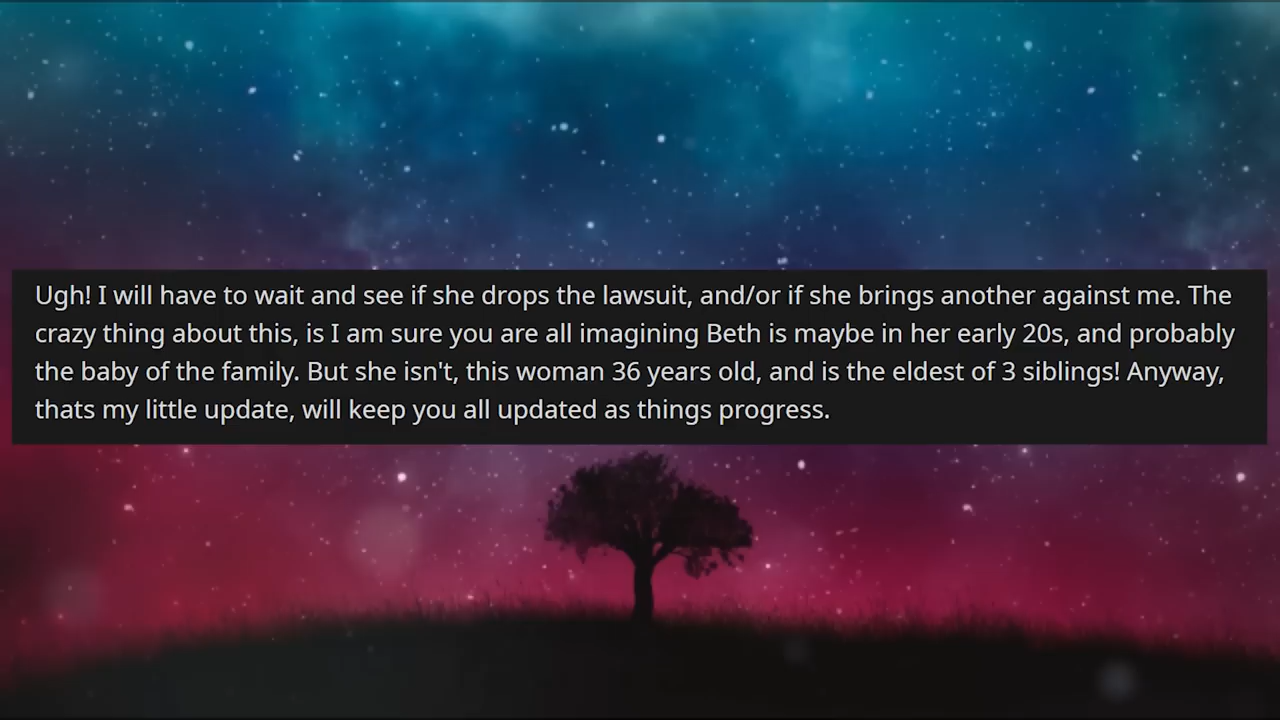 Ugh! I will have to wait and see if she drops the lawsuit, and/or if she brings another against me. The
crazy thing about this, is I am sure you are all imagining Beth is maybe in her early 20s, and probably
the baby of the family. But she isn't, this woman 36 years old, and is the eldest of 3 siblings! Anyway,
thats my little update, will keep you all updated as things progress.